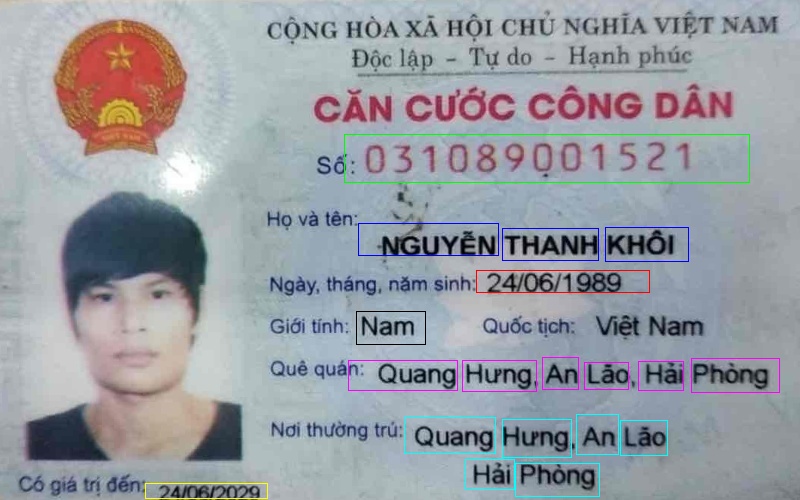 CỘNG HÒA XÃ HỘI CHỦ NGHĨA VIỆT NAM
Độc lập - Tự do - Hạnh phúc
CĂN CƯỚC CÔNG DÂN
Số: 031089001521
Họ và tên:
NGUYỄN THANH KHÔI
Ngày, tháng, năm sinh: 24/06/1989
Giới tính: Nam Quốc tịch: Việt Nam
Quê quán: Quang Hưng, An Lão, Hải Phòng
Nơi thường trú: Quang Hưng, An Lão
Hải Phòng
Có giá trị đến: 24/06/2029